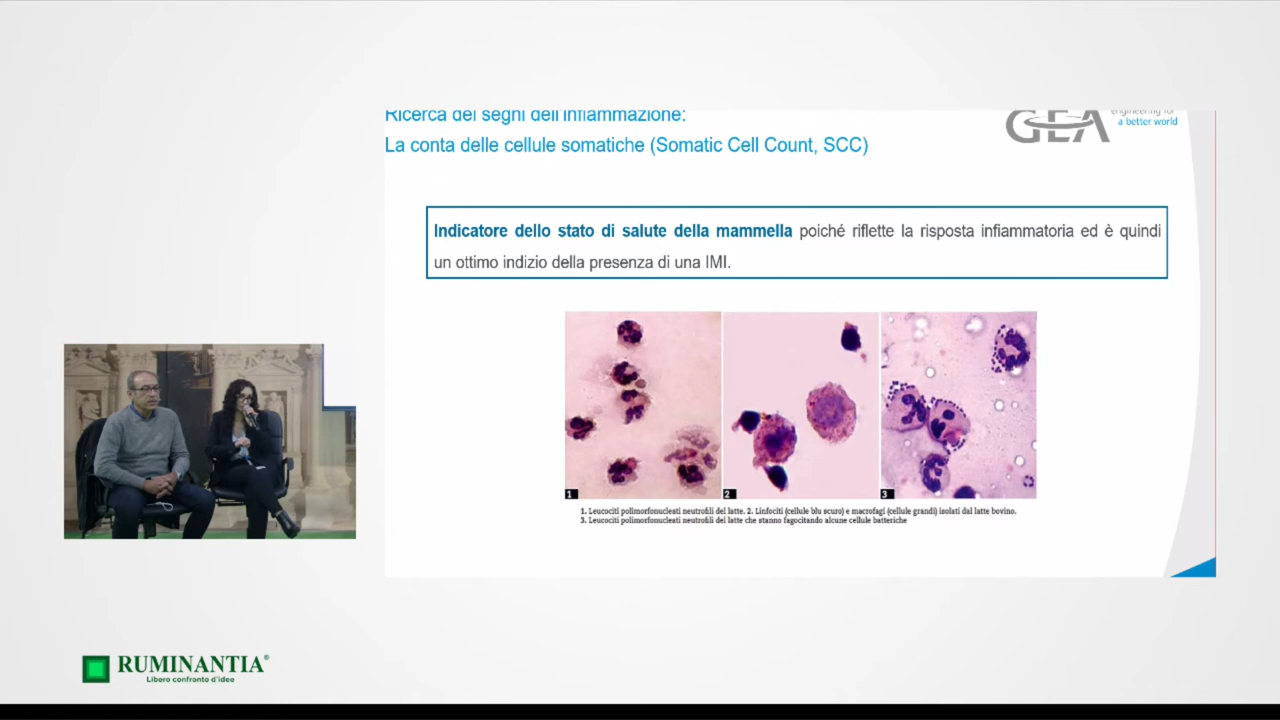 Ricerca dei segni dell'infiammazione:
La conta delle cellule somatiche (Somatic Cell Count, SCC)
GEA
engineering for
a better world
Indicatore dello stato di salute della mammella poiché riflette la risposta infiammatoria ed è quindi
un ottimo indizio della presenza di una IMI.
1
2
3
1. Leucociti polimorfonucleati neutrofili del latte. 2. Linfociti (cellule blu scuro) e macrofagi (cellule grandi) isolati dal latte bovino.
3. Leucociti polimorfonucleati neutrofili del latte che stanno fagocitando alcune cellule batteriche
RUMINANTIA®
Libero confronto d'idee